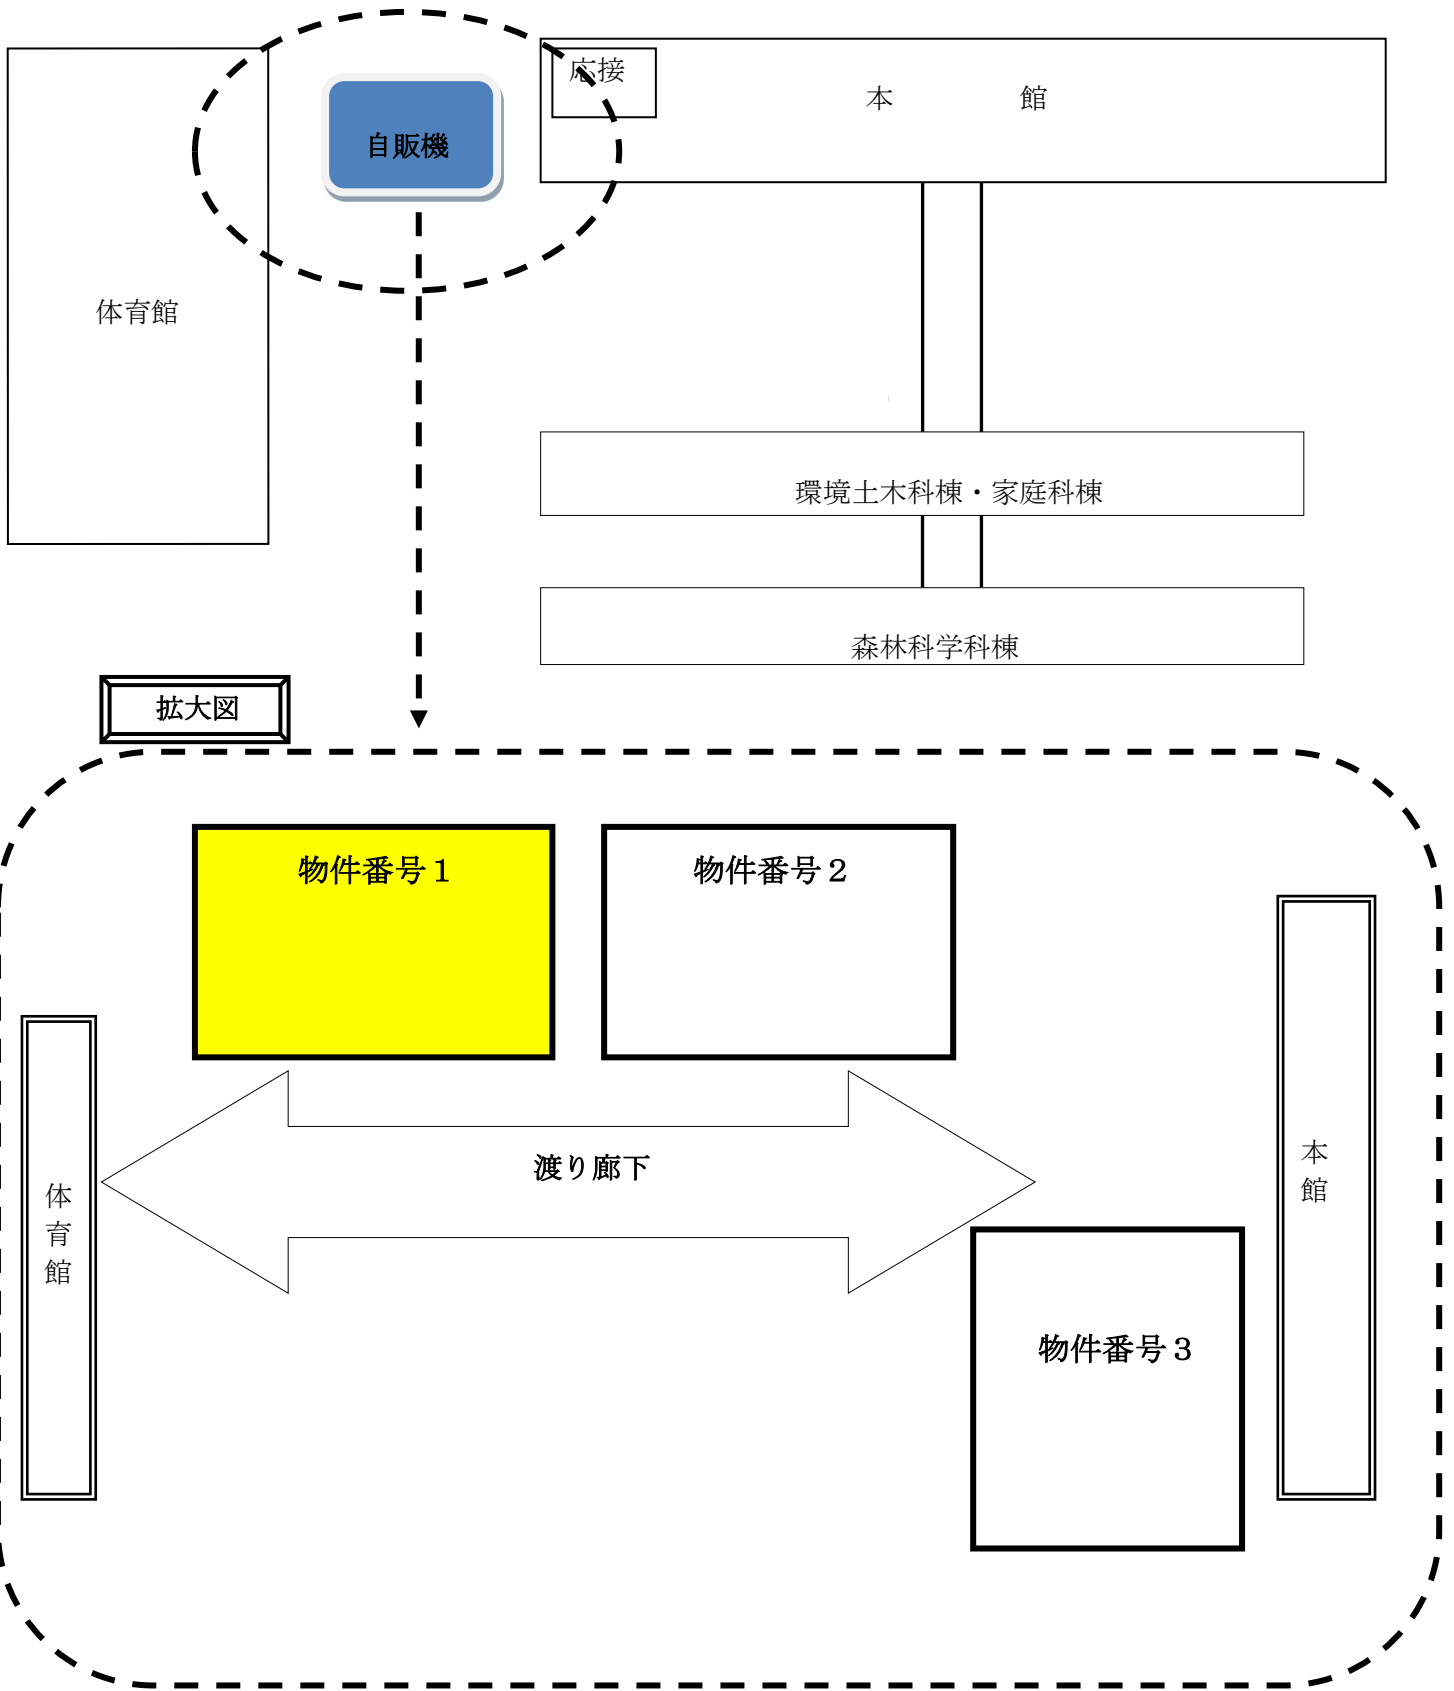 応接
本　　館
自販機
体育館
環境土木科棟・家庭科棟
森林科学科棟
拡大図
物件番号１
物件番号２
渡り廊下
体育館
本館
物件番号３